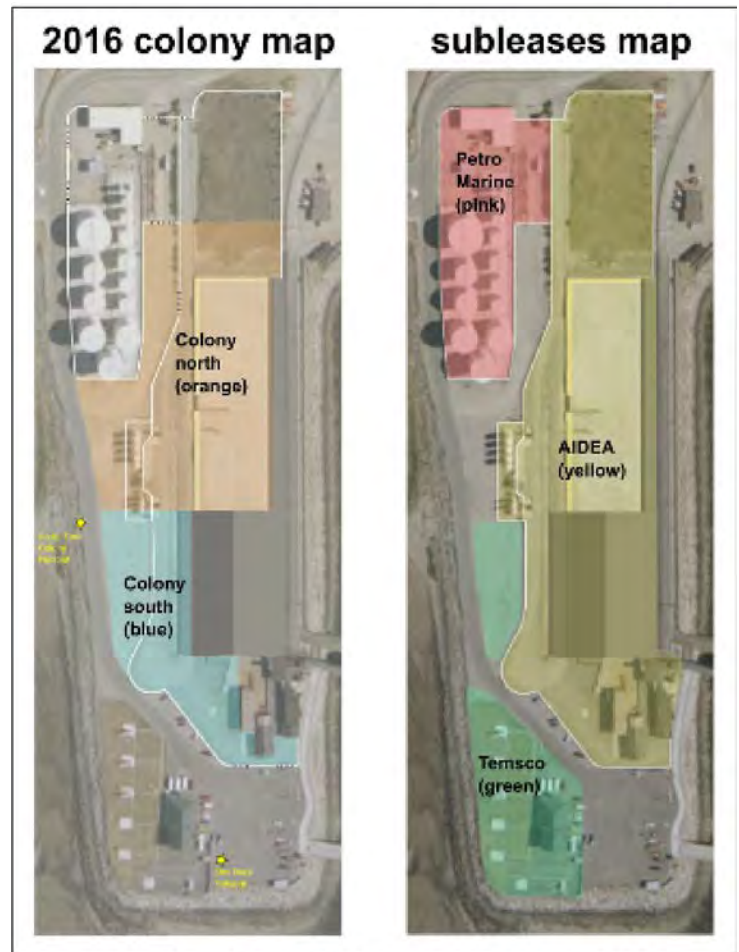 2016 colony map
subleases map
Colony
north
(orange)
Colony
south
(blue)
Petro
Marine
(pink)
AIDEA
(yellow)
Temsco
(green)